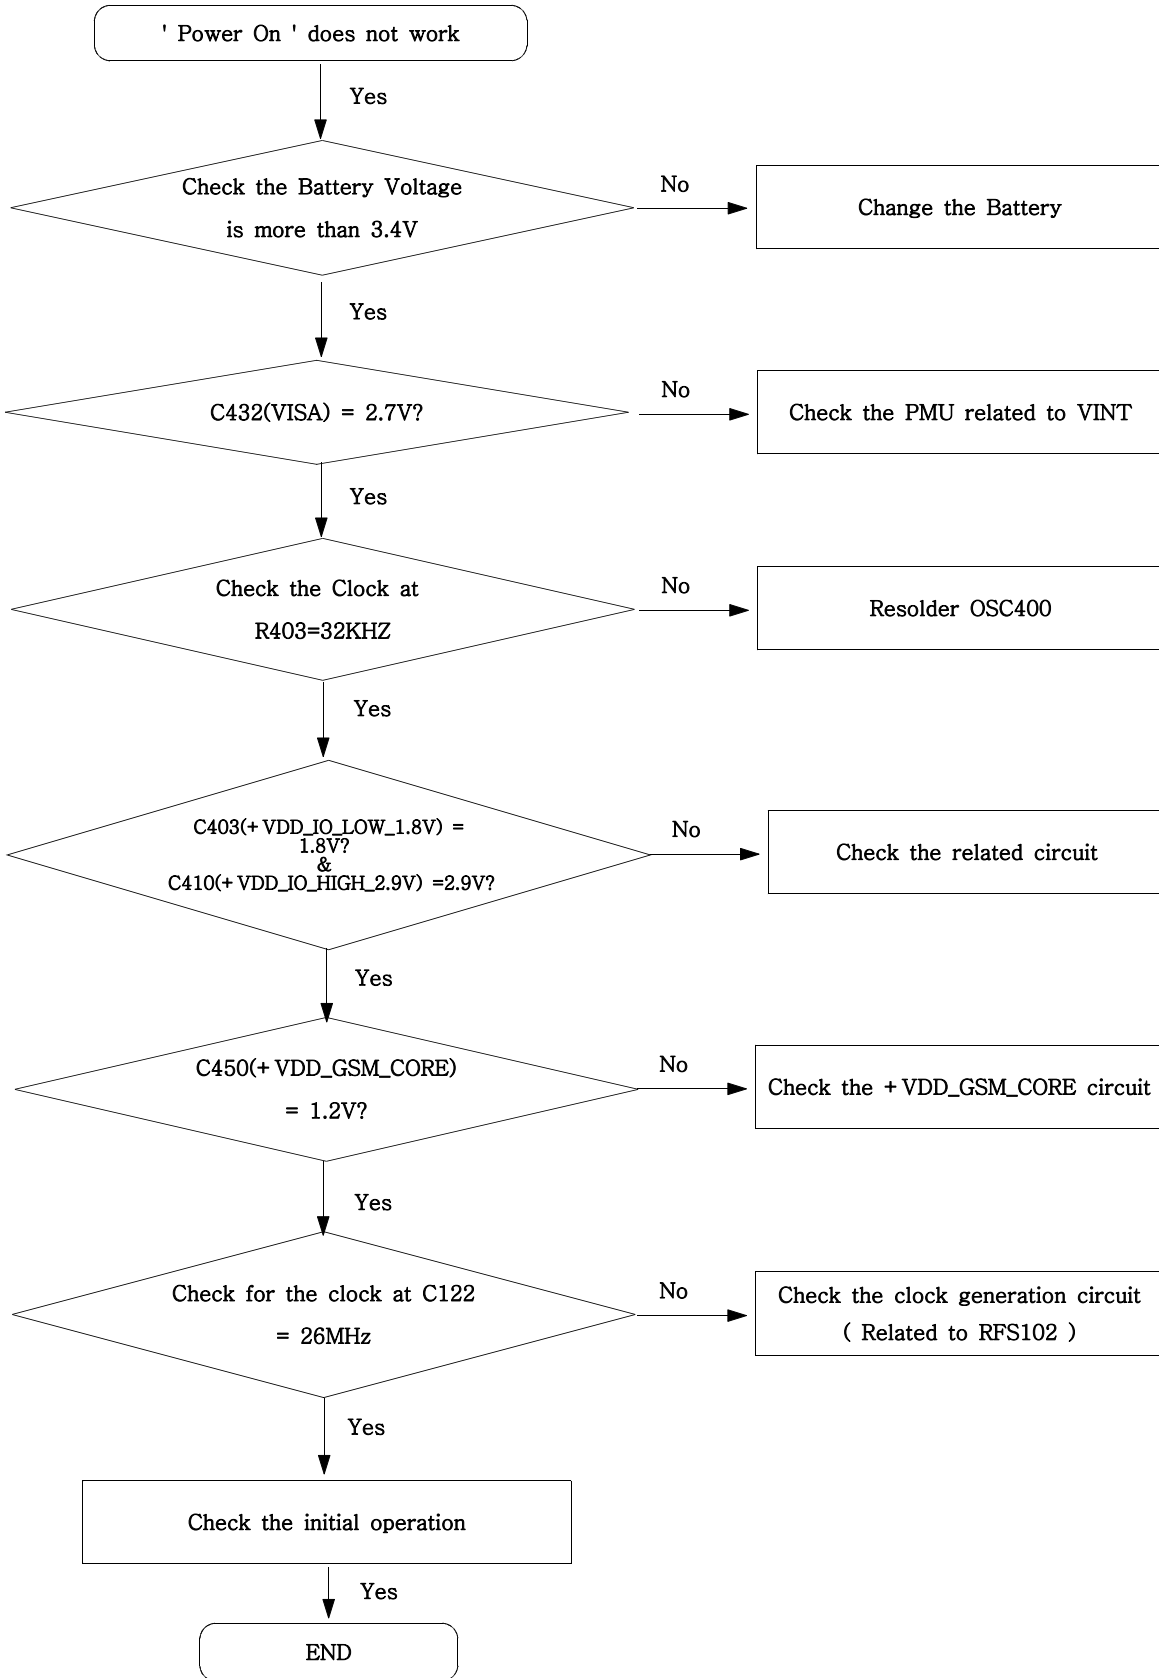 ' Power On ' does not work
Yes
Check the Battery Voltage
is more than 3.4V
No
Change the Battery
Yes
C432(VISA) = 2.7V?
No
Check the PMU related to VINT
Yes
Check the Clock at
R403=32KHZ
No
Resolder OSC400
Yes
C403(+VDD_IO_LOW_1.8V) =
1.8V?
&
C410(+VDD_IO_HIGH_2.9V) =2.9V?
No
Check the related circuit
Yes
C450(+VDD_GSM_CORE)
= 1.2V?
No
Check the +VDD_GSM_CORE circuit
Yes
Check for the clock at C122
= 26MHz
No
Check the clock generation circuit
( Related to RFS102 )
Yes
Check the initial operation
Yes
END